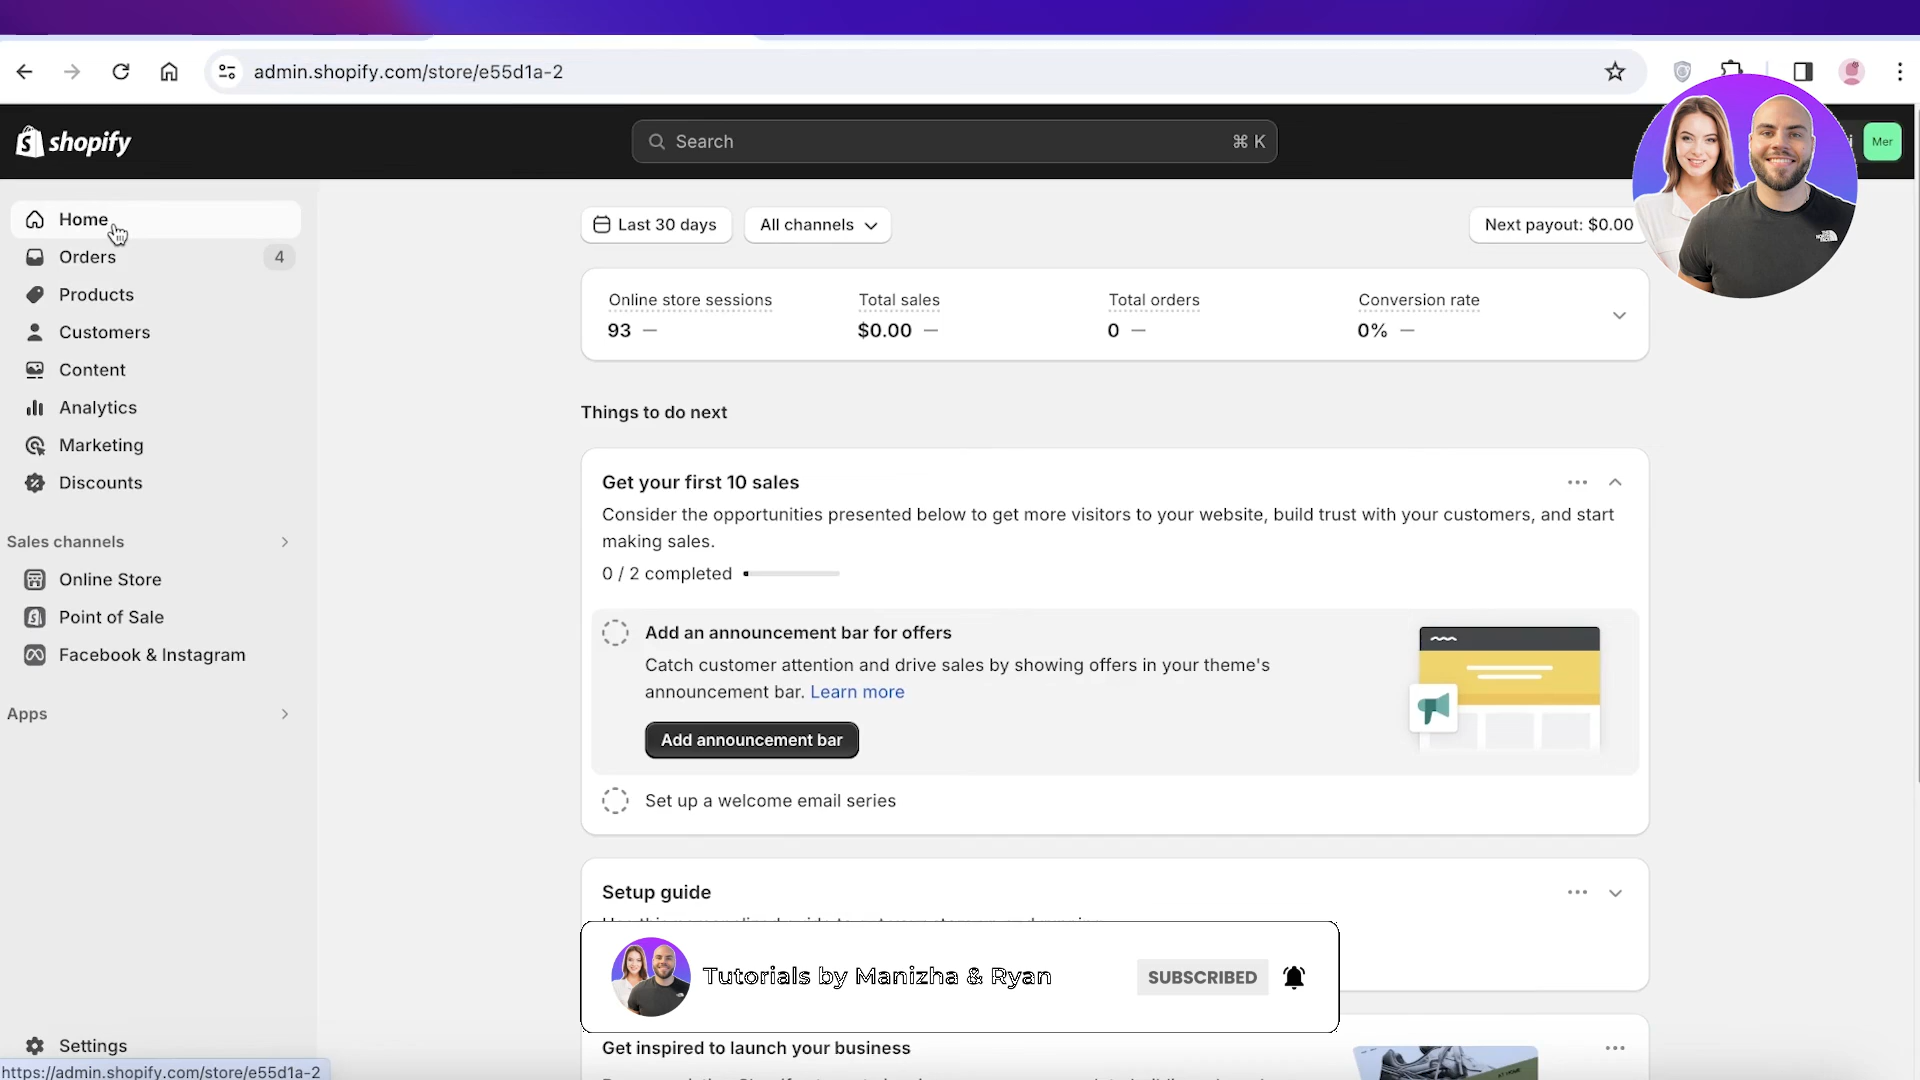 admin.shopify.com/store/e55d1a-2
shopify
Search
⌘ K
Mer
Home
Orders
4
Products
Customers
Content
Analytics
Marketing
Discounts
Sales channels
Online Store
Point of Sale
Facebook & Instagram
Apps
Settings
https://admin.shopify.com/store/e55d1a-2
Last 30 days
All channels
Next payout: $0.00
Online store sessions
93 —
Total sales
$0.00 —
Total orders
0 —
Conversion rate
0% —
Things to do next
Get your first 10 sales
Consider the opportunities presented below to get more visitors to your website, build trust with your customers, and start
making sales.
0 / 2 completed
Add an announcement bar for offers
Catch customer attention and drive sales by showing offers in your theme's
announcement bar. Learn more
Add announcement bar
Set up a welcome email series
Setup guide
Tutorials by Manizha & Ryan
SUBSCRIBED
Get inspired to launch your business